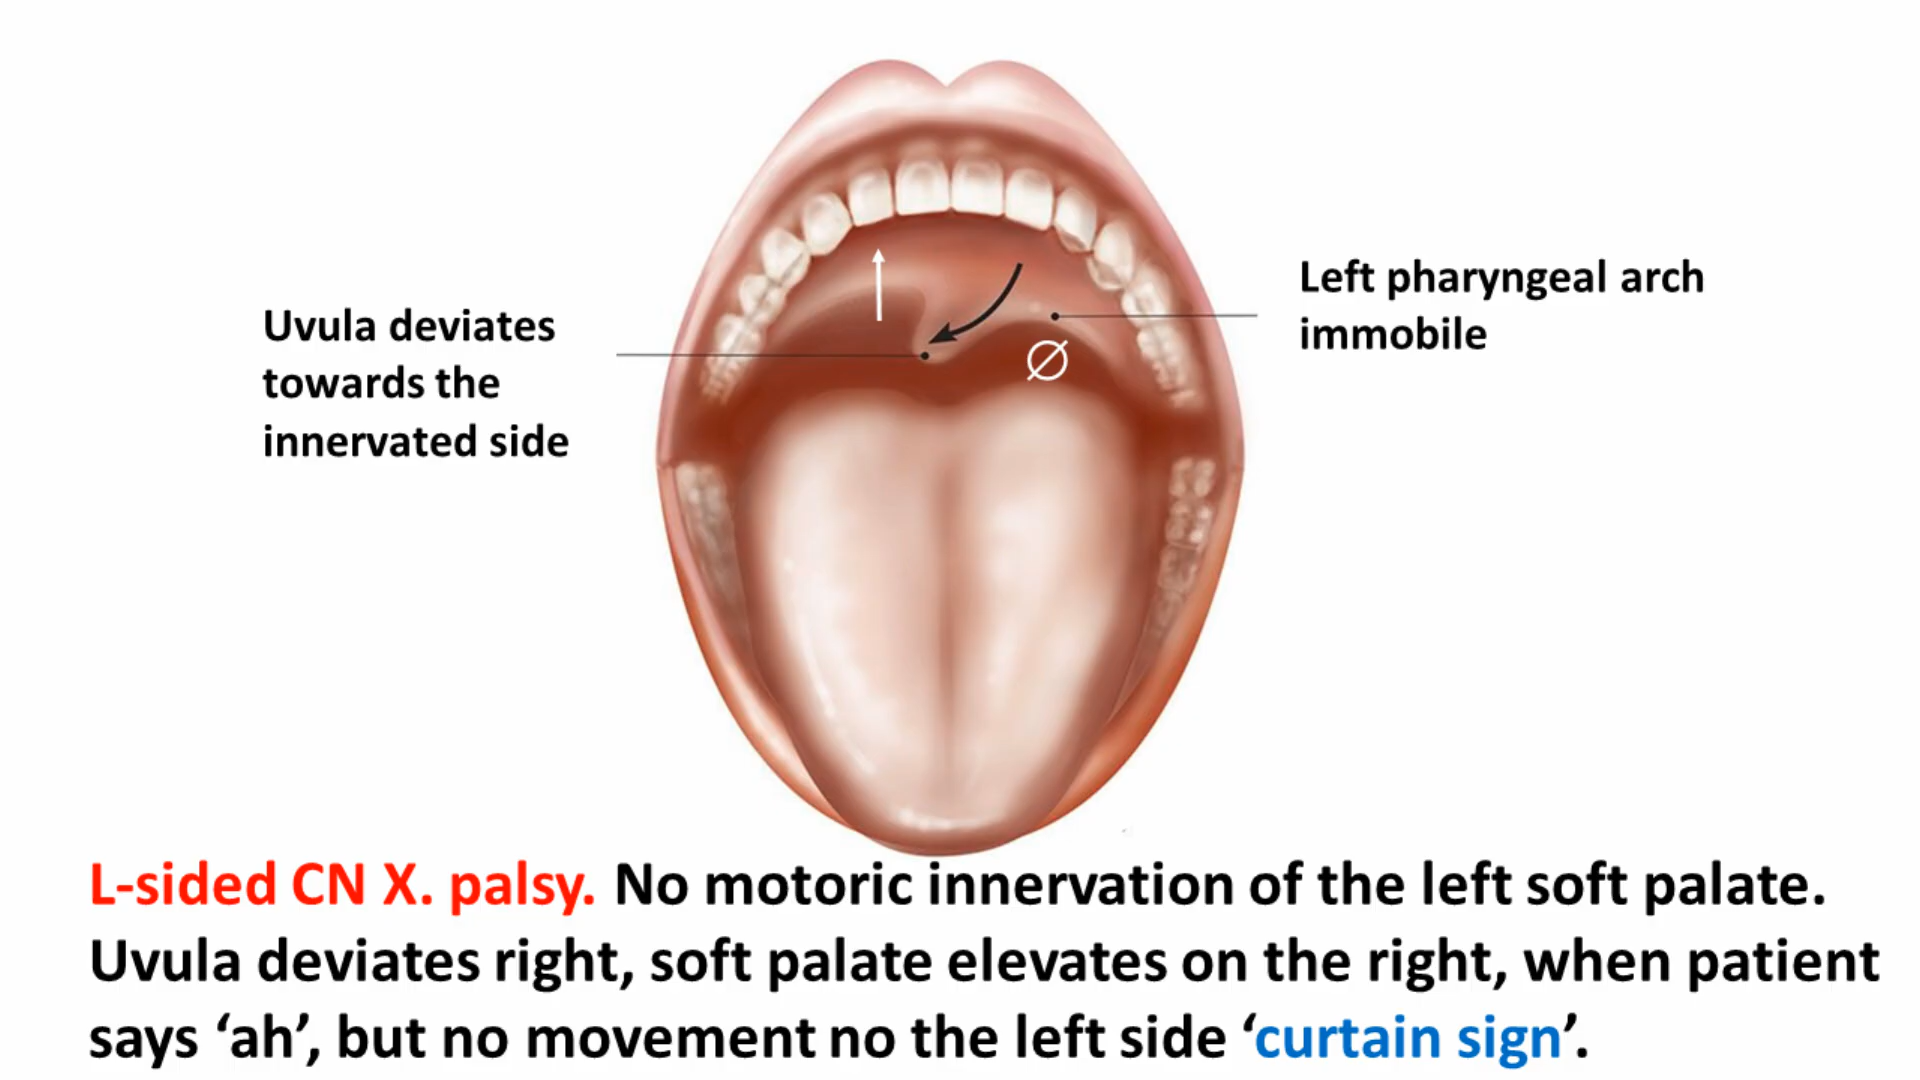 Uvula deviates
towards the
innervated side
Left pharyngeal arch
immobile
L-sided CN X. palsy. No motoric innervation of the left soft palate.
Uvula deviates right, soft palate elevates on the right, when patient
says ‘ah’, but no movement no the left side ‘curtain sign’.